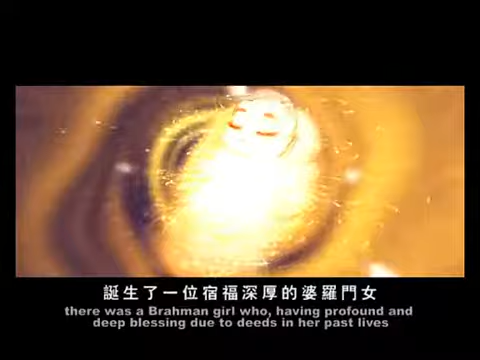 誕生了一位宿福深厚的婆羅門女
there was a Brahman girl who, having profound and
deep blessing due to deeds in her past lives